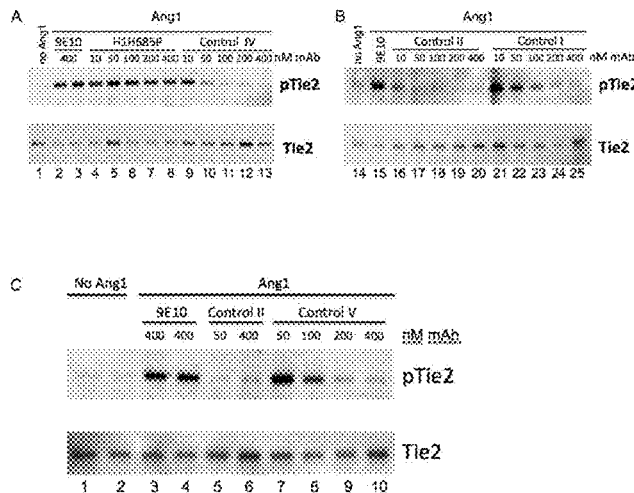 A
Ang1
no Ang1
9E10
H1H685P
Control IV
400 10 50 100 200 400 10 50 100 200 400 nM mAb
pTie2
Tie2
1 2 3 4 5 6 7 8 9 10 11 12 13
B
Ang1
no Ang1
9E10
Control II
Control I
10 50 100 200 400 10 50 100 200 400 nM mAb
pTie2
Tie2
14 15 16 17 18 19 20 21 22 23 24 25
C
No Ang1
Ang1
9E10
Control II
Control V
400 400 50 400 50 100 200 400 nM mAb
pTie2
Tie2
1 2 3 4 5 6 7 8 9 10